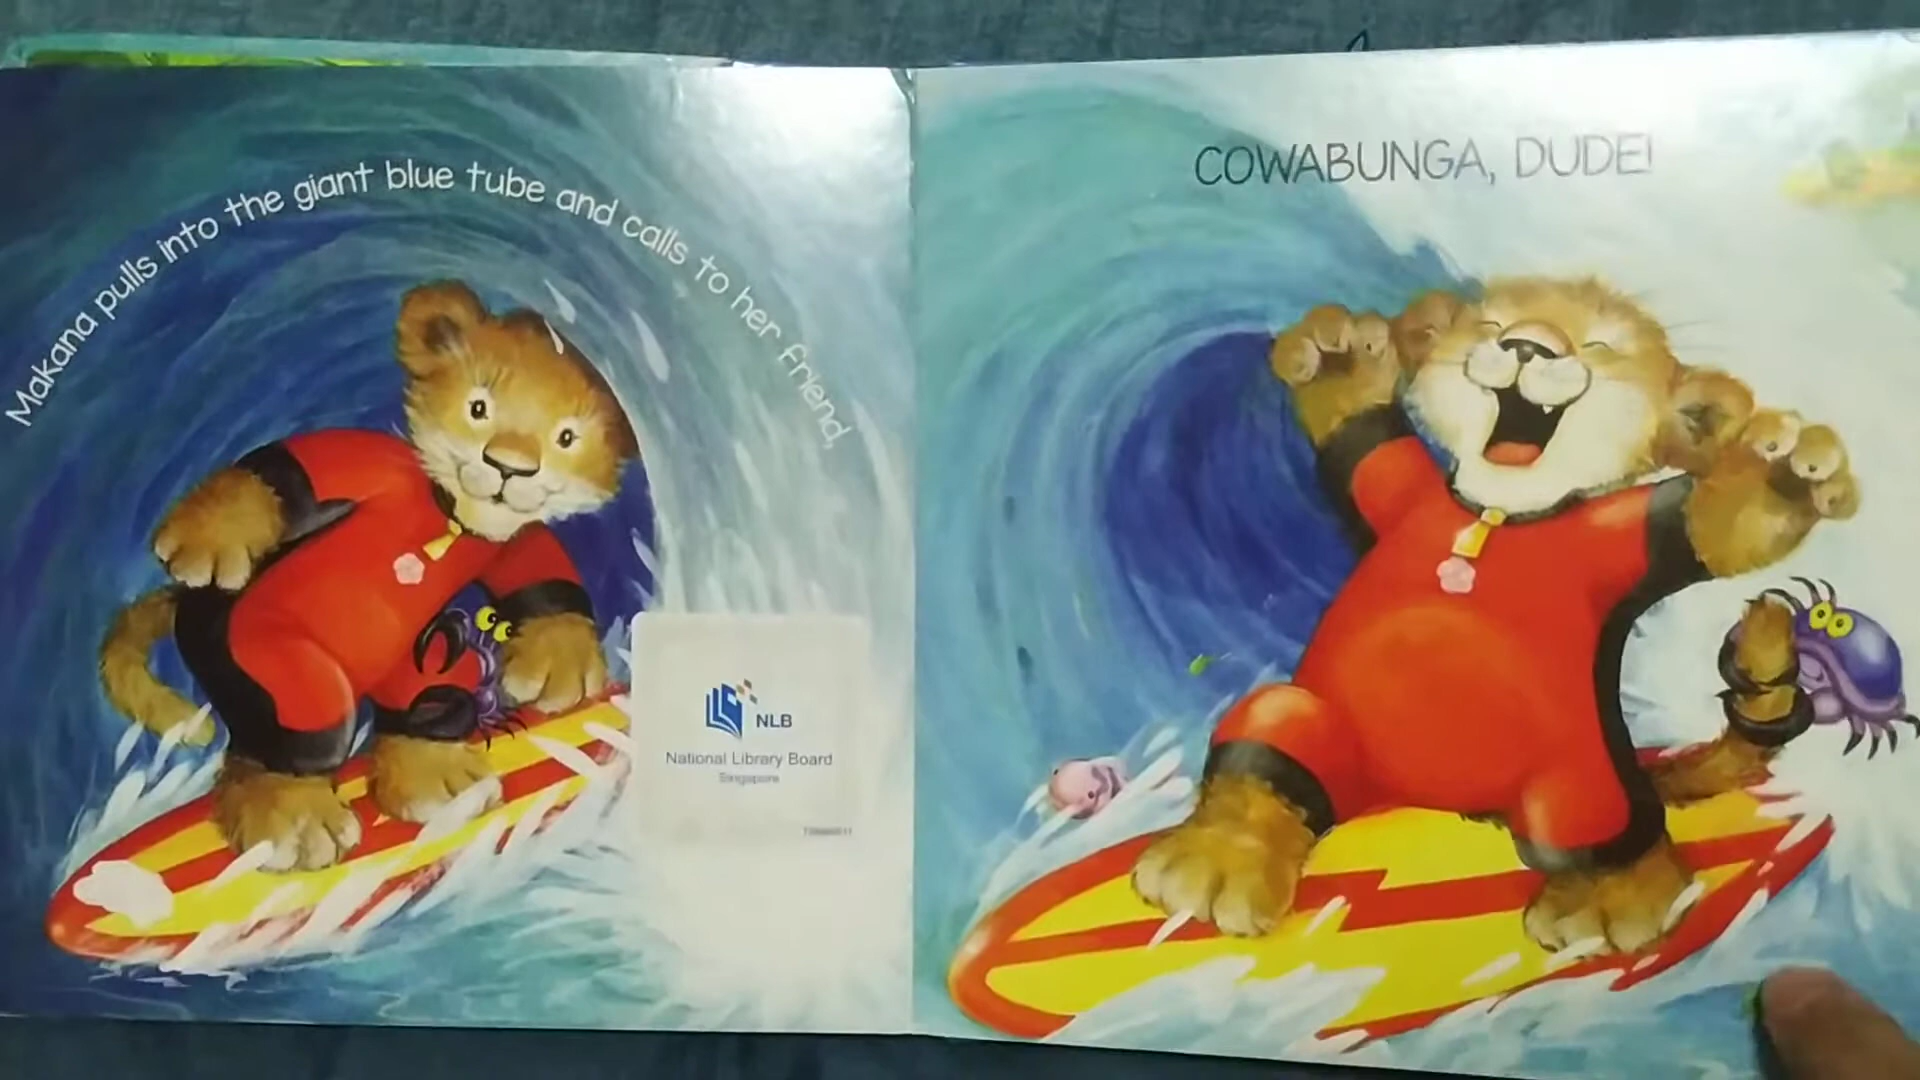 Makana pulls into the giant blue tube and calls to her friend,
NLB
National Library Board
Singapore
COWABUNGA, DUDE!